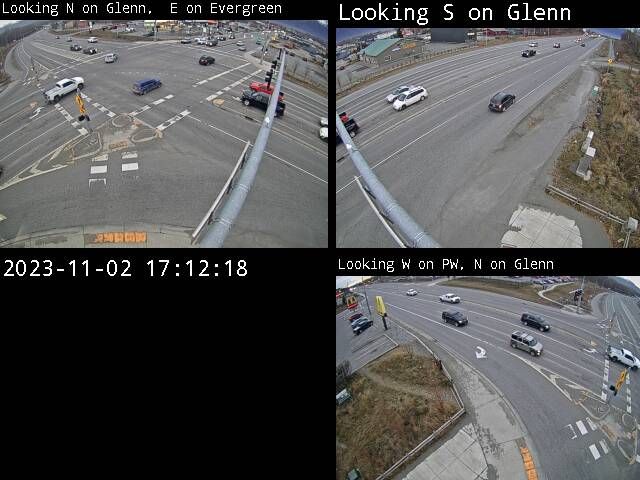 Looking N on Glenn,  E on Evergreen
Looking S on Glenn
2023-11-02 17:12:18
Looking W on PW, N on Glenn